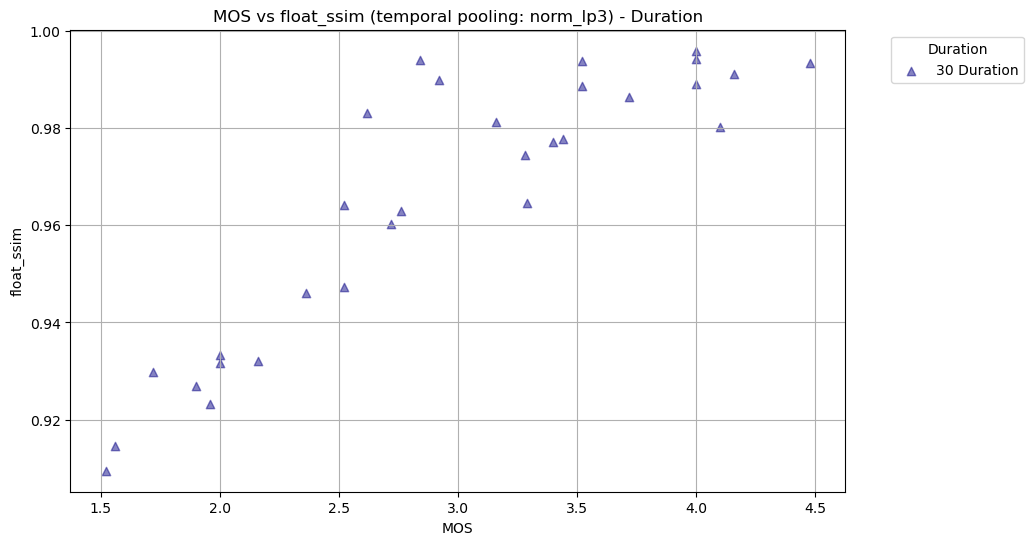 MOS vs float_ssim (temporal pooling: norm_lp3) - Duration
1.00
0.98
0.96
0.94
0.92
float_ssim
1.5
2.0
2.5
3.0
3.5
4.0
4.5
MOS
Duration
30 Duration